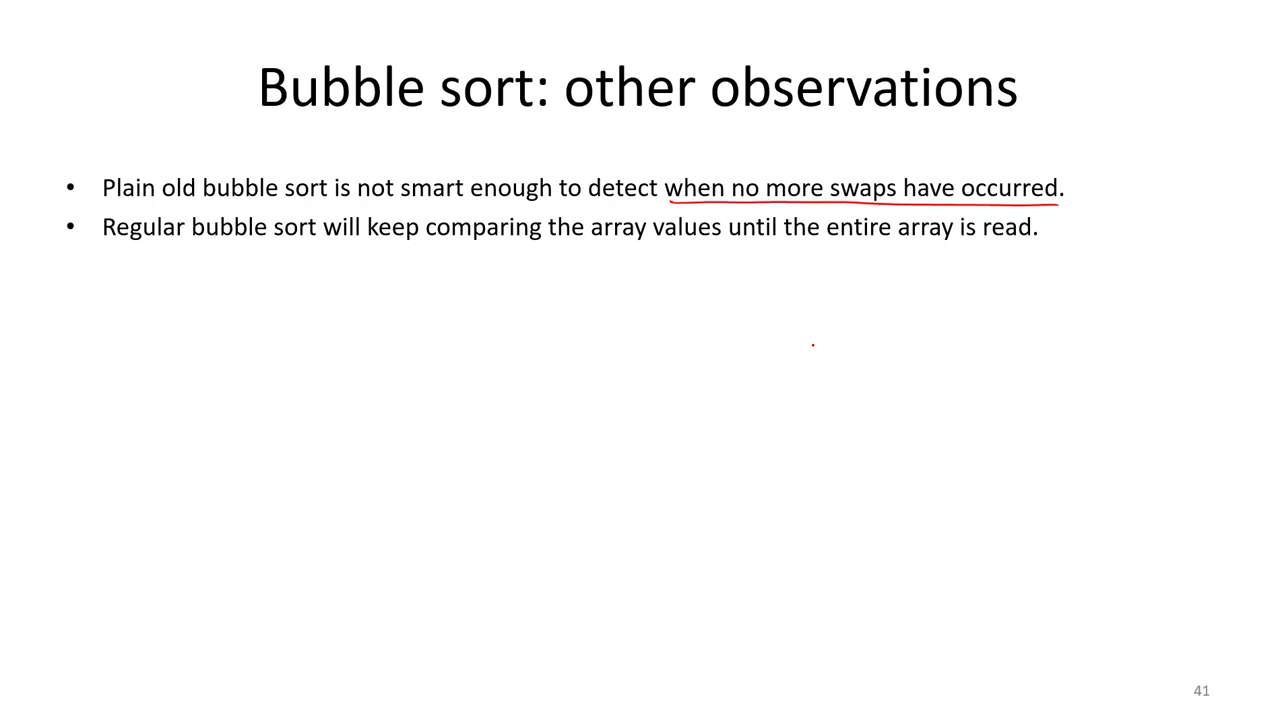 Bubble sort: other observations
• Plain old bubble sort is not smart enough to detect when no more swaps have occurred.
• Regular bubble sort will keep comparing the array values until the entire array is read.
41